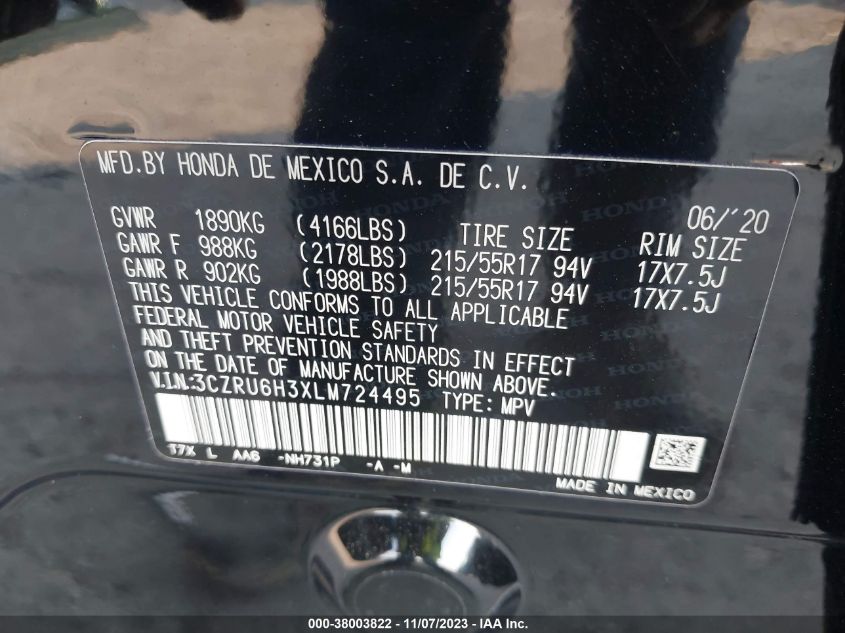 MFD.BY HONDA DE MEXICO S.A. DE C.V.
06/'20
GVWR 1890KG (4166LBS) TIRE SIZE RIM SIZE
GAWR F 988KG (2178LBS) 215/55R17 94V 17X7.5J
GAWR R 902KG (1988LBS) 215/55R17 94V 17X7.5J
THIS VEHICLE CONFORMS TO ALL APPLICABLE
FEDERAL MOTOR VEHICLE SAFETY
AND THEFT PREVENTION STANDARDS IN EFFECT
ON THE DATE OF MANUFACTURE SHOWN ABOVE.
V.I.N.:3CZRU6H3XLM724495 TYPE: MPV
T7X L AA6 -NH731P -A -M
MADE IN MEXICO
000-38003822 - 11/07/2023 - IAA Inc.